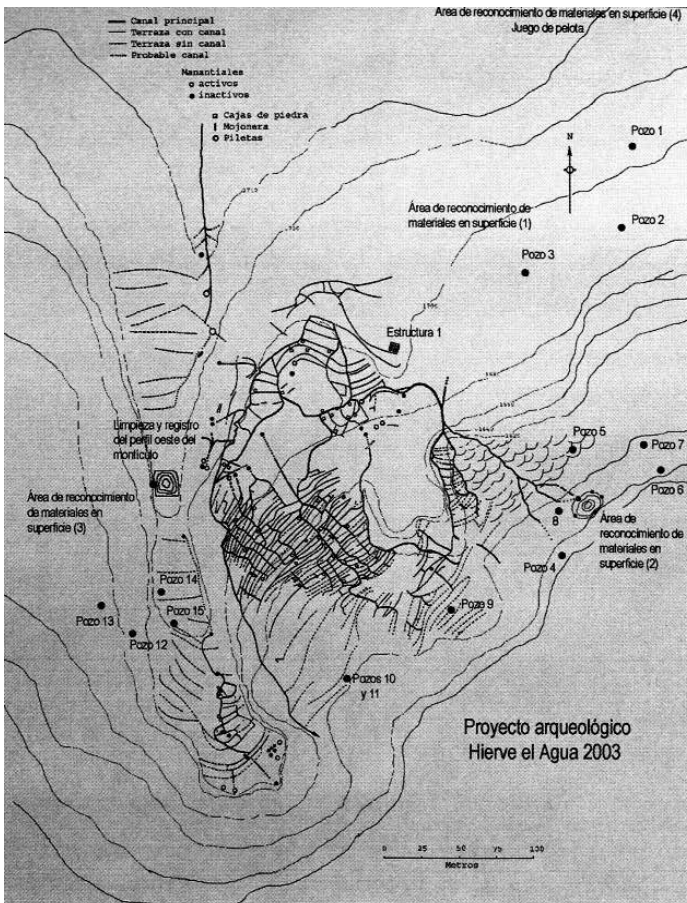 Área de reconocimiento de materiales en superficie (4)
Juego de pelota
Canal principal
Terraza con canal
Terraza sin canal
Probable canal
Manantiales
activos
inactivos
Cajas de piedra
Mojonera
Piletas
N
Pozo 1
Pozo 2
Pozo 3
Área de reconocimiento de
materiales en superficie (1)
1710
1700
Estructura 1
Limpieza y registro
del perfil oeste del
montículo
Pozo 5
Pozo 7
Pozo 6
8
Área de
reconocimiento de
materiales en
superficie (2)
Pozo 4
Área de reconocimiento
de materiales en
superficie (3)
Pozo 14
Pozo 13
Pozo 15
Pozo 12
Poze 9
Pozos 10
y 11
Proyecto arqueológico
Hierve el Agua 2003
0 25 50 75 100
Metros